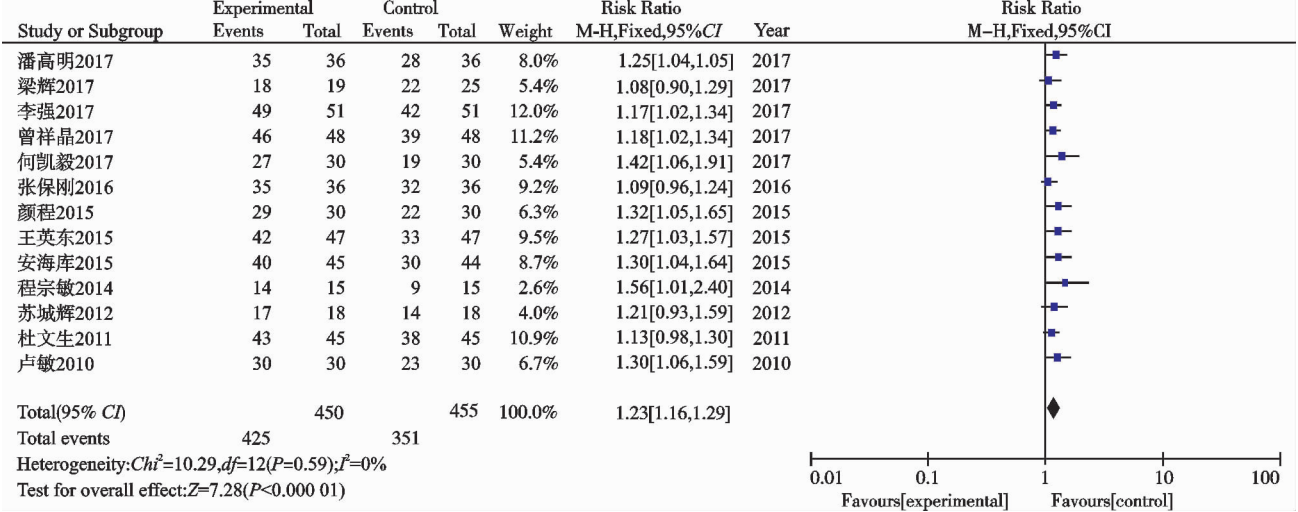 Experimental Control Risk Ratio Risk Ratio
Study or Subgroup Events Total Events Total Weight M-H,Fixed,95%CI Year M−H,Fixed,95%CI
潘高明2017 35 36 28 36 8.0% 1.25[1.04,1.05] 2017
梁辉2017 18 19 22 25 5.4% 1.08[0.90,1.29] 2017
李强2017 49 51 42 51 12.0% 1.17[1.02,1.34] 2017
曾祥晶2017 46 48 39 48 11.2% 1.18[1.02,1.34] 2017
何凯毅2017 27 30 19 30 5.4% 1.42[1.06,1.91] 2017
张保刚2016 35 36 32 36 9.2% 1.09[0.96,1.24] 2016
颜程2015 29 30 22 30 6.3% 1.32[1.05,1.65] 2015
王英东2015 42 47 33 47 9.5% 1.27[1.03,1.57] 2015
安海库2015 40 45 30 44 8.7% 1.30[1.04,1.64] 2015
程宗敏2014 14 15 9 15 2.6% 1.56[1.01,2.40] 2014
苏城辉2012 17 18 14 18 4.0% 1.21[0.93,1.59] 2012
杜文生2011 43 45 38 45 10.9% 1.13[0.98,1.30] 2011
卢敏2010 30 30 23 30 6.7% 1.30[1.06,1.59] 2010
Total(95% CI) 450 455 100.0% 1.23[1.16,1.29]
Total events 425 351
Heterogeneity:Chi²=10.29,df=12(P=0.59);I²=0%
Test for overall effect:Z=7.28(P<0.000 01)
0.01 0.1 1 10 100
Favours[experimental] Favours[control]